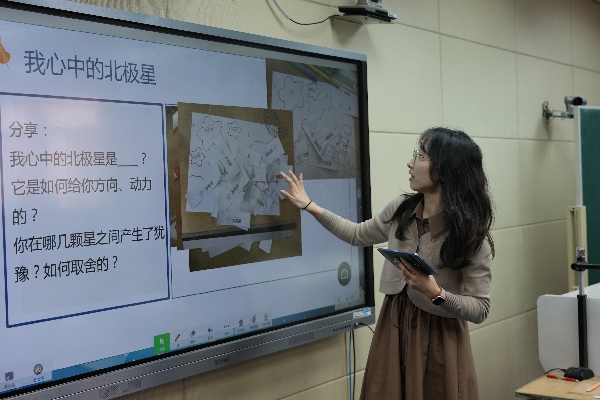 我心中的北极星
分享：
我心中的北极星是___？
它是如何给你方向、动力
的？
你在哪几颗星之间产生了犹
豫？如何取舍的？